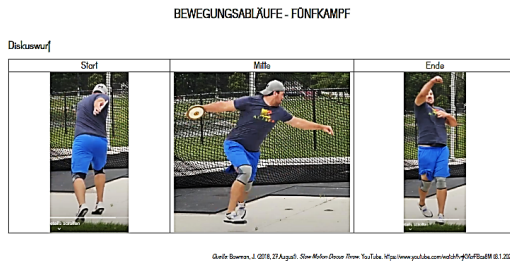 BEWEGUNGSABLÄUFE - FÜNFKAMPF
Diskuswurf
Start Mitte Ende
Quelle: Bowman, J. (2018, 27.August). Slow Motion Discus Throw. YouTube.